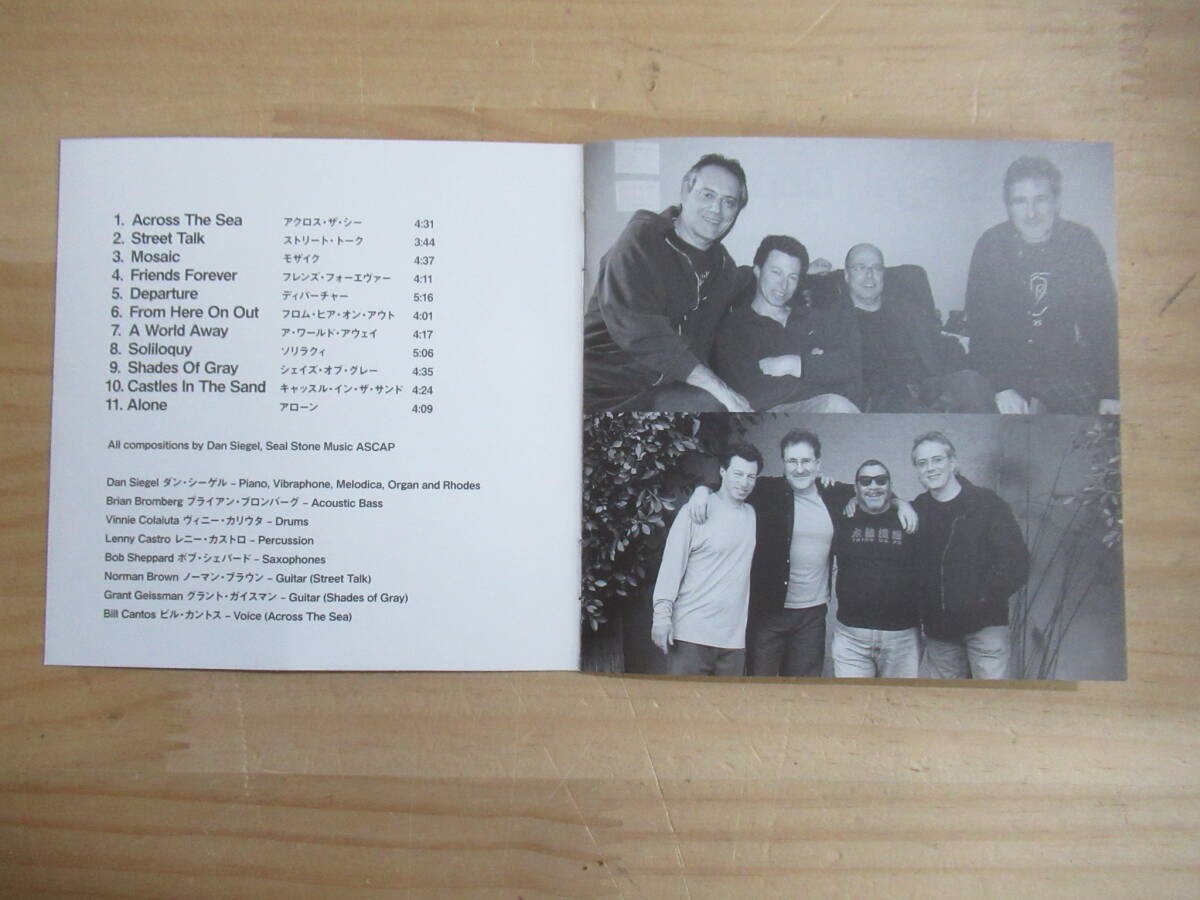 1. Across The Sea アクロス・ザ・シー 4:31
2. Street Talk ストリート・トーク 3:44
3. Mosaic モザイク 4:37
4. Friends Forever フレンズ・フォーエヴァー 4:11
5. Departure ディパーチャー 5:16
6. From Here On Out フロム・ヒア・オン・アウト 4:01
7. A World Away ア・ワールド・アウェイ 4:17
8. Soliloquy ソリラクィ 5:06
9. Shades Of Gray シェイズ・オブ・グレー 4:35
10. Castles In The Sand キャッスル・イン・ザ・サンド 4:24
11. Alone アローン 4:09
All compositions by Dan Siegel, Seal Stone Music ASCAP
Dan Siegel ダン・シーゲル – Piano, Vibraphone, Melodica, Organ and Rhodes
Brian Bromberg ブライアン・ブロンバーグ – Acoustic Bass
Vinnie Colaiuta ヴィニー・カリウタ – Drums
Lenny Castro レニー・カストロ – Percussion
Bob Sheppard ボブ・シェパード – Saxophones
Norman Brown ノーマン・ブラウン – Guitar (Street Talk)
Grant Geissman グラント・ガイスマン – Guitar (Shades of Gray)
Bill Cantos ビル・カントス – Voice (Across The Sea)